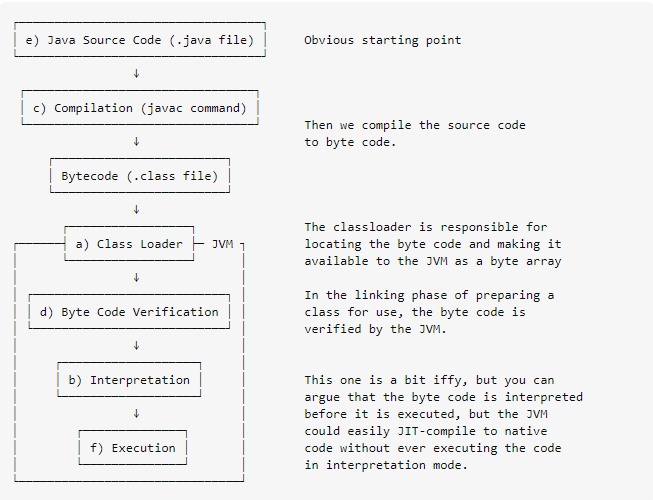 e) Java Source Code (.java file)
Obvious starting point
c) Compilation (javac command)
Then we compile the source code
to byte code.
Bytecode (.class file)
a) Class Loader
JVM
The classloader is responsible for
locating the byte code and making it
available to the JVM as a byte array
d) Byte Code Verification
In the linking phase of preparing a
class for use, the byte code is
verified by the JVM.
b) Interpretation
This one is a bit iffy, but you can
argue that the byte code is interpreted
before it is executed, but the JVM
could easily JIT-compile to native
code without ever executing the code
in interpretation mode.
f) Execution